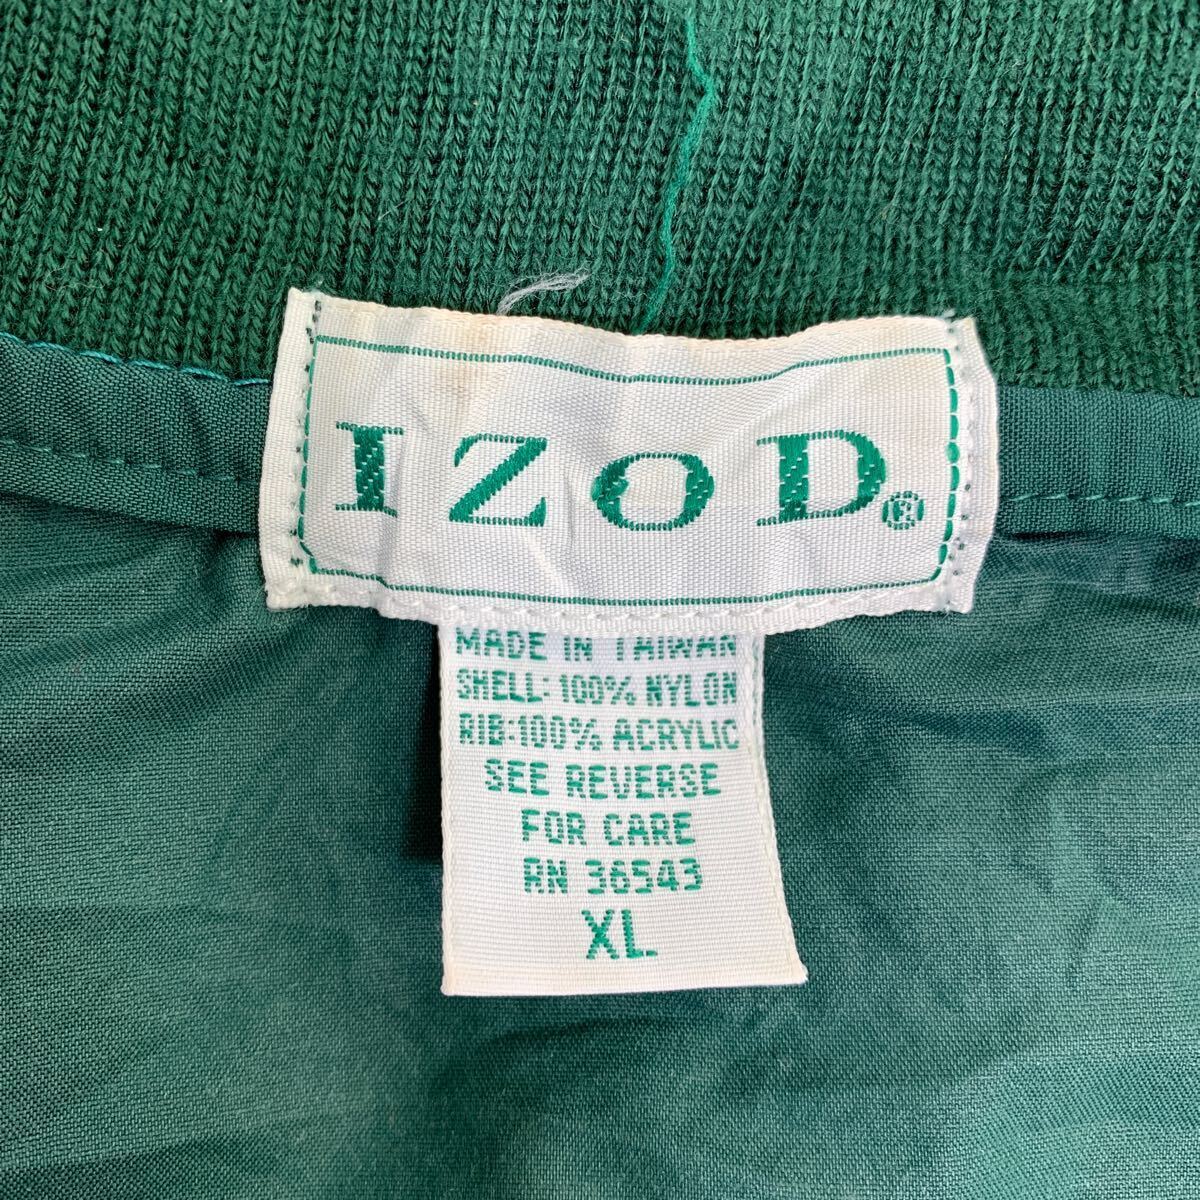 IZOD®
MADE IN TAIWAN
SHELL: 100% NYLON
RIB:100% ACRYLIC
SEE REVERSE
FOR CARE
RN 36543
XL